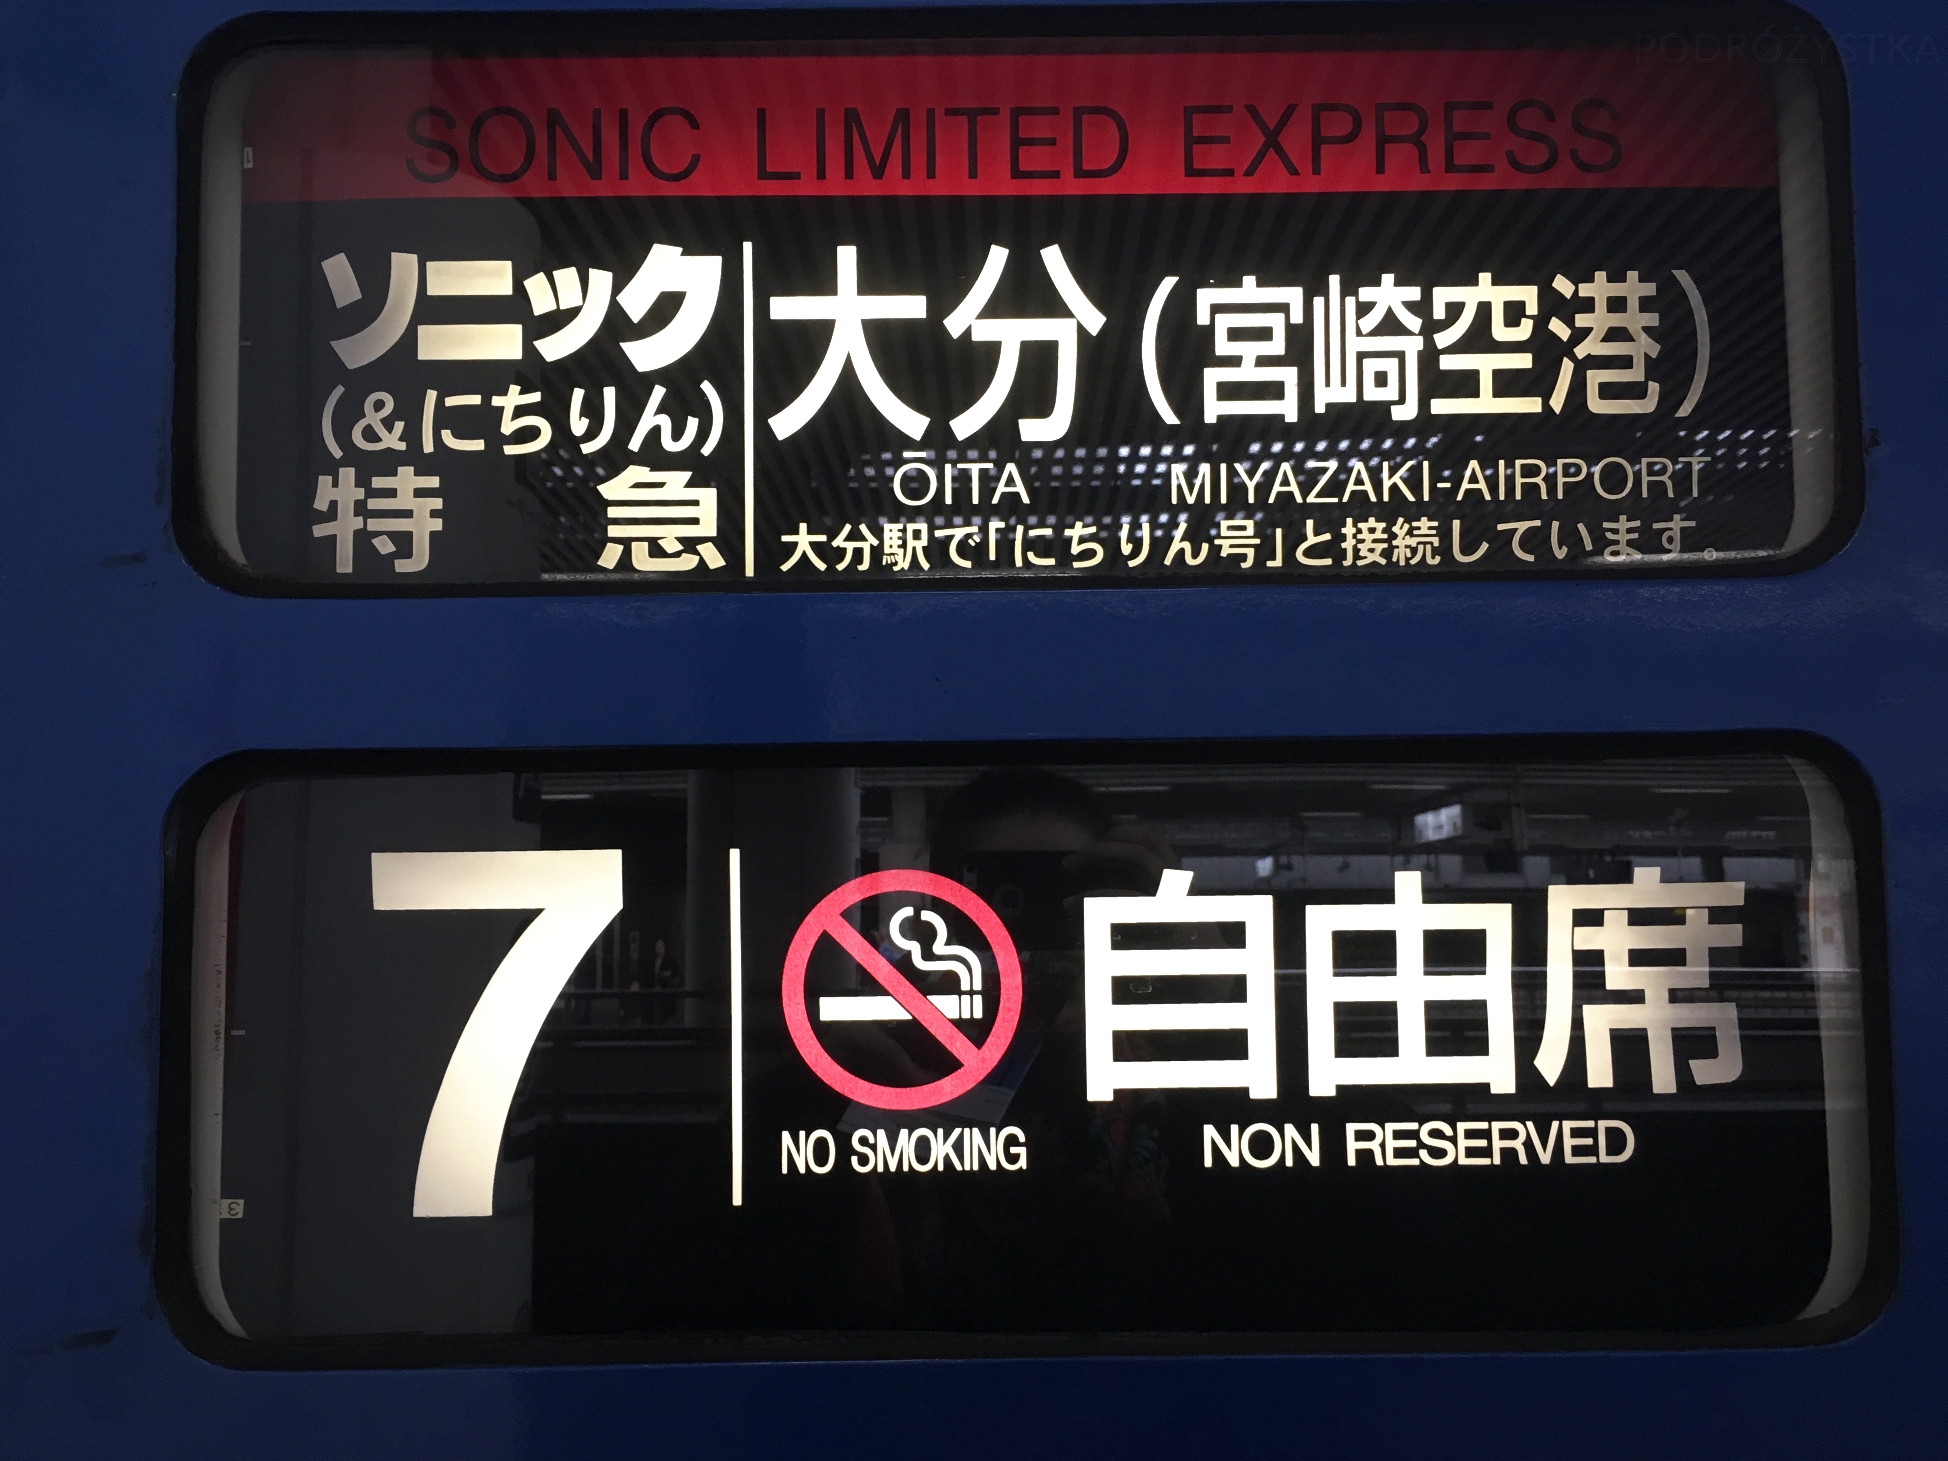 PODRÓŻYSTKA
SONIC LIMITED EXPRESS
ソニック
(&にちりん)
特急
大分(宮崎空港)
ŌITA MIYAZAKI-AIRPORT
大分駅で「にちりん号」と接続しています。
7
NO SMOKING
自由席
NON RESERVED